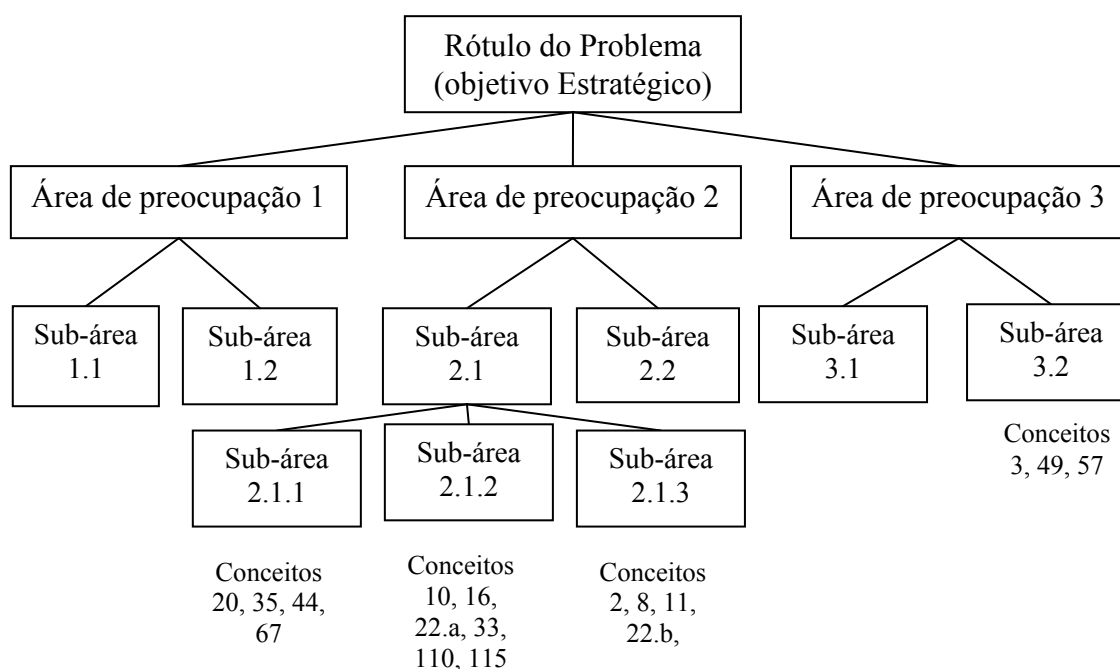 Rótulo do Problema
(objetivo Estratégico)
Área de preocupação 1
Área de preocupação 2
Área de preocupação 3
Sub-área
1.1
Sub-área
1.2
Sub-área
2.1
Sub-área
2.2
Sub-área
3.1
Sub-área
3.2
Sub-área
2.1.1
Sub-área
2.1.2
Sub-área
2.1.3
Conceitos
3, 49, 57
Conceitos
20, 35, 44,
67
Conceitos
10, 16,
22.a, 33,
110, 115
Conceitos
2, 8, 11,
22.b,